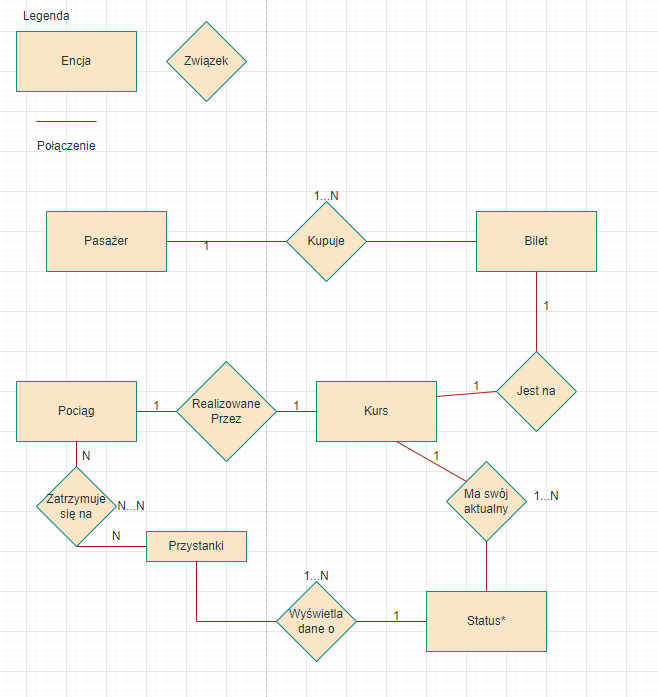 Legenda
Encja
Związek
Połączenie
1...N
Pasażer
1
Kupuje
Bilet
1
Pociąg
1
Realizowane
Przez
1
Kurs
1
Jest na
N
1
Zatrzymuje
się na
N...N
Ma swój
aktualny
1...N
N
Przystanki
1...N
Wyświetla
dane o
1
Status*